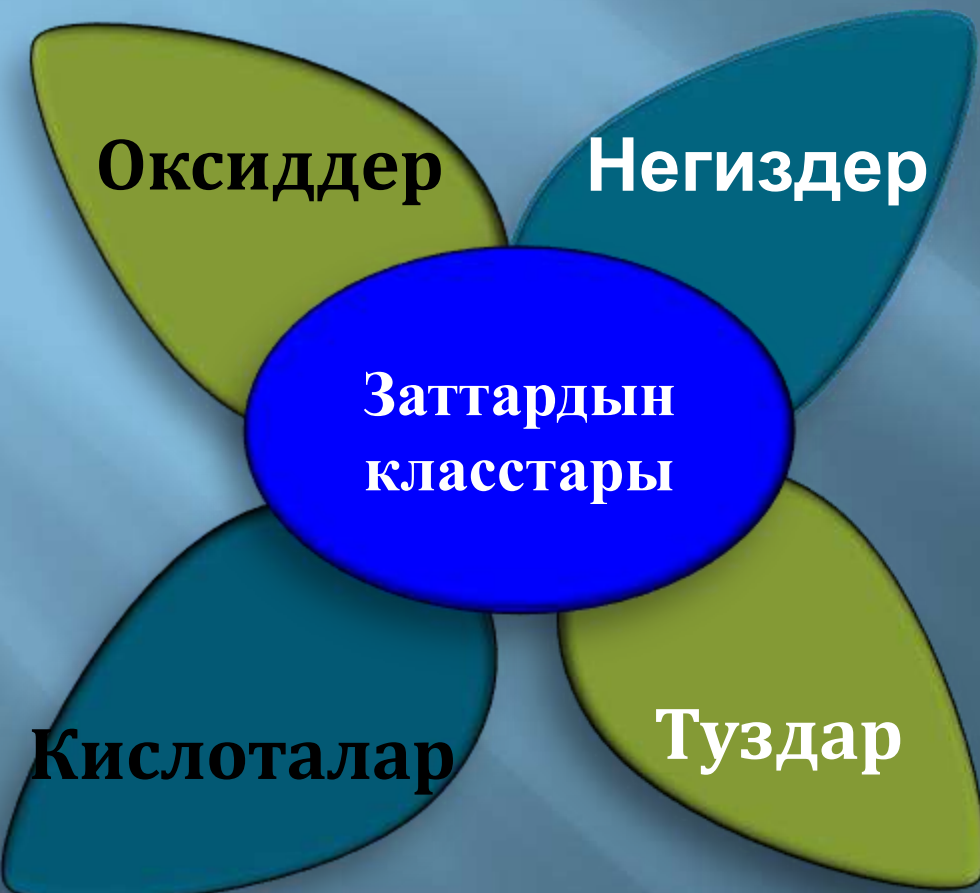 Оксиддер
Негиздер
Заттардын
класстары
Кислоталар
Туздар